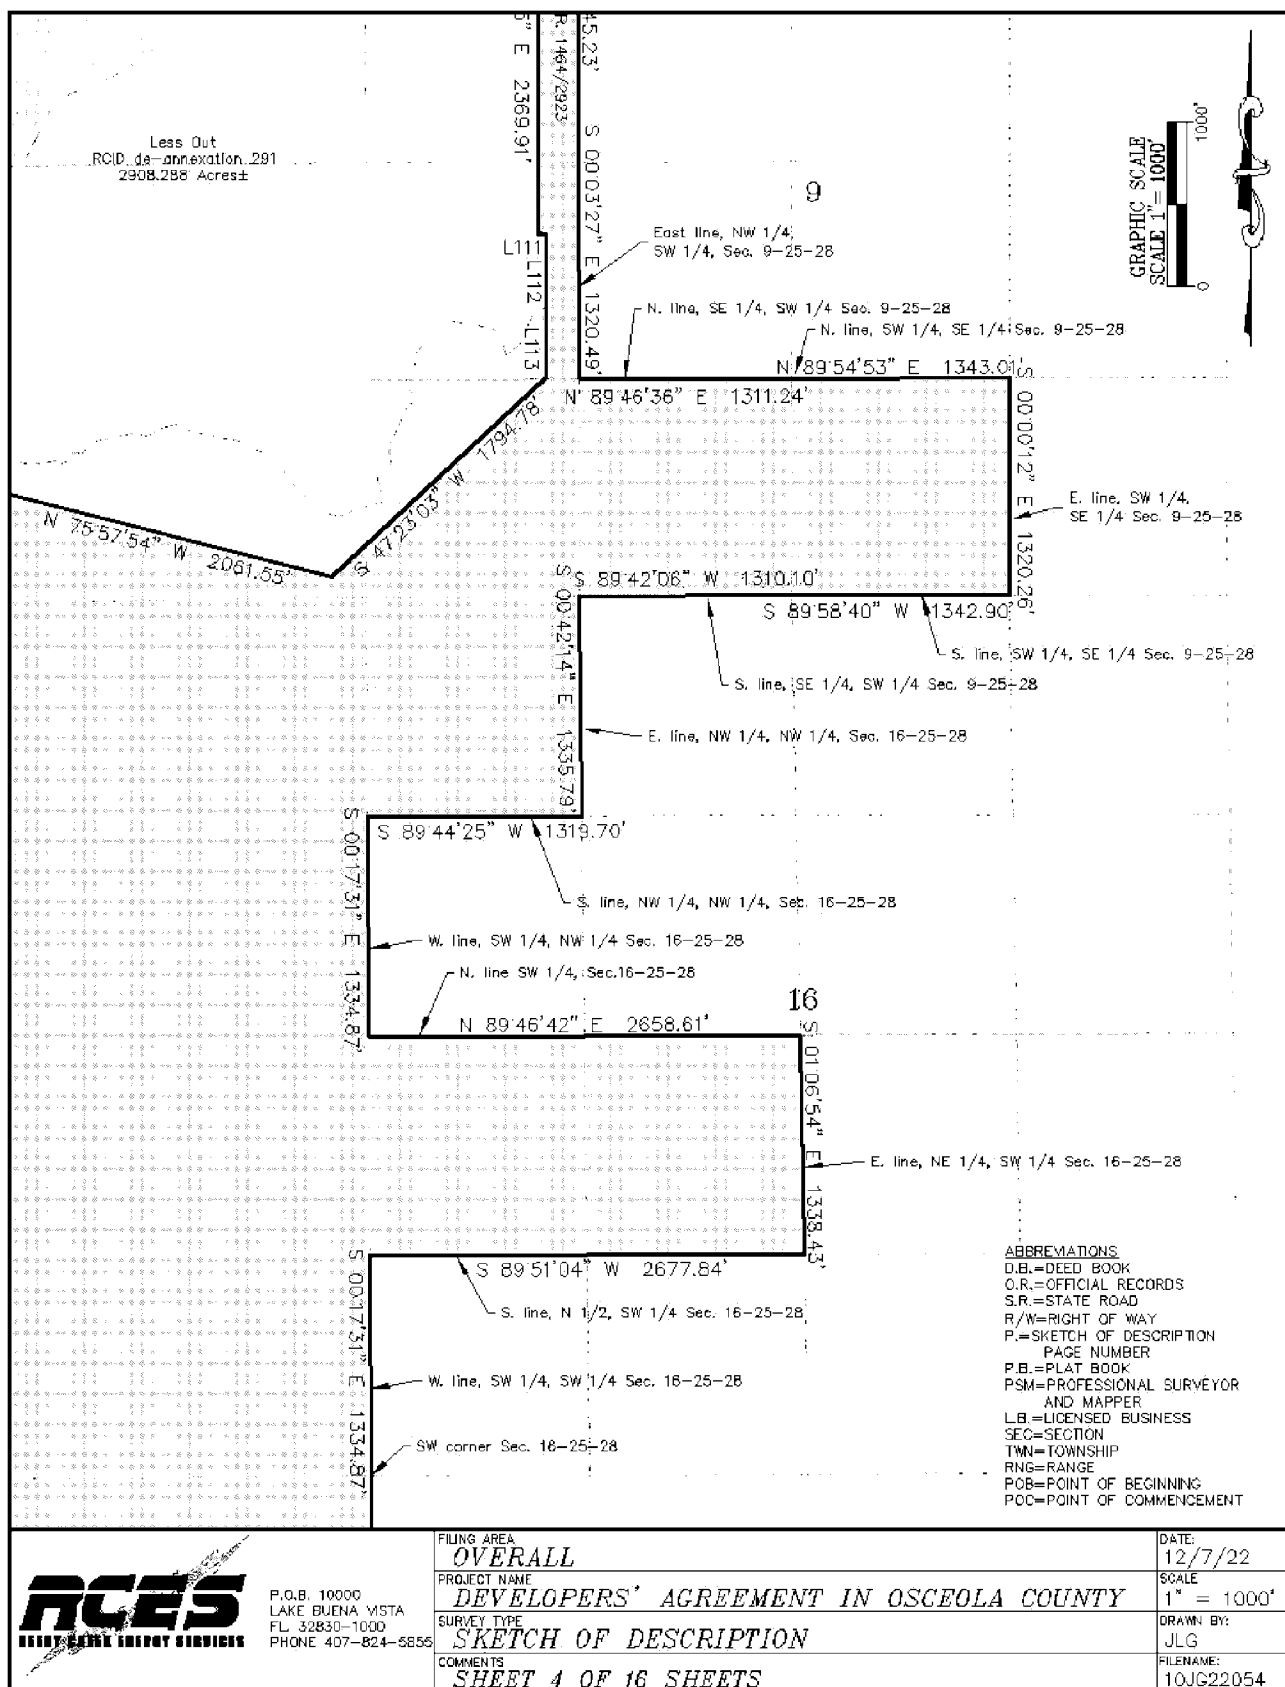 5" E 2369.91'
R. 1464/2923
45.23'
S 00°03'27" E 1320.49'
Less Out
RCID de-annexation 291
2908.288 Acres±
9
GRAPHIC SCALE
SCALE 1"= 1000'
0
1000'
East line, NW 1/4,
SW 1/4, Sec. 9-25-28
L111
L112
L113
N. line, SE 1/4, SW 1/4 Sec. 9-25-28
N. line, SW 1/4, SE 1/4 Sec. 9-25-28
N 89°54'53" E 1343.01'
N 89°46'36" E 1311.24'
S 00°00'12" E 1320.26'
S 47°23'03" W 1794.78'
N 75°57'54" W 2061.55'
E. line, SW 1/4,
SE 1/4 Sec. 9-25-28
S 89°42'06" W 1310.10'
S 89°58'40" W 1342.90'
S 00°42'14" E 1335.79'
S. line, SW 1/4, SE 1/4 Sec. 9-25-28
S. line, SE 1/4, SW 1/4 Sec. 9-25-28
E. line, NW 1/4, NW 1/4, Sec. 16-25-28
S 89°44'25" W 1319.70'
S 00°17'31" E 1334.87'
S. line, NW 1/4, NW 1/4, Sec. 16-25-28
W. line, SW 1/4, NW 1/4 Sec. 16-25-28
N. line SW 1/4, Sec.16-25-28
16
N 89°46'42" E 2658.61'
S 01°06'54" E 1338.43'
E. line, NE 1/4, SW 1/4 Sec. 16-25-28
S 89°51'04" W 2677.84'
S 00°17'31" E 1334.87'
S. line, N 1/2, SW 1/4 Sec. 16-25-28
W. line, SW 1/4, SW 1/4 Sec. 16-25-28
SW corner Sec. 16-25-28
ABBREVIATIONS
D.B.=DEED BOOK
O.R.=OFFICIAL RECORDS
S.R.=STATE ROAD
R/W=RIGHT OF WAY
P.=SKETCH OF DESCRIPTION
PAGE NUMBER
P.B.=PLAT BOOK
PSM=PROFESSIONAL SURVEYOR
AND MAPPER
L.B.=LICENSED BUSINESS
SEC=SECTION
TWN=TOWNSHIP
RNG=RANGE
POB=POINT OF BEGINNING
POC=POINT OF COMMENCEMENT
RCES
REEDY CREEK ENERGY SERVICES
P.O.B. 10000
LAKE BUENA VISTA
FL 32830-1000
PHONE 407-824-5855
FILING AREA
OVERALL
PROJECT NAME
DEVELOPERS' AGREEMENT IN OSCEOLA COUNTY
SURVEY TYPE
SKETCH OF DESCRIPTION
COMMENTS
SHEET 4 OF 16 SHEETS
DATE:
12/7/22
SCALE
1" = 1000'
DRAWN BY:
JLG
FILENAME:
10JG22054